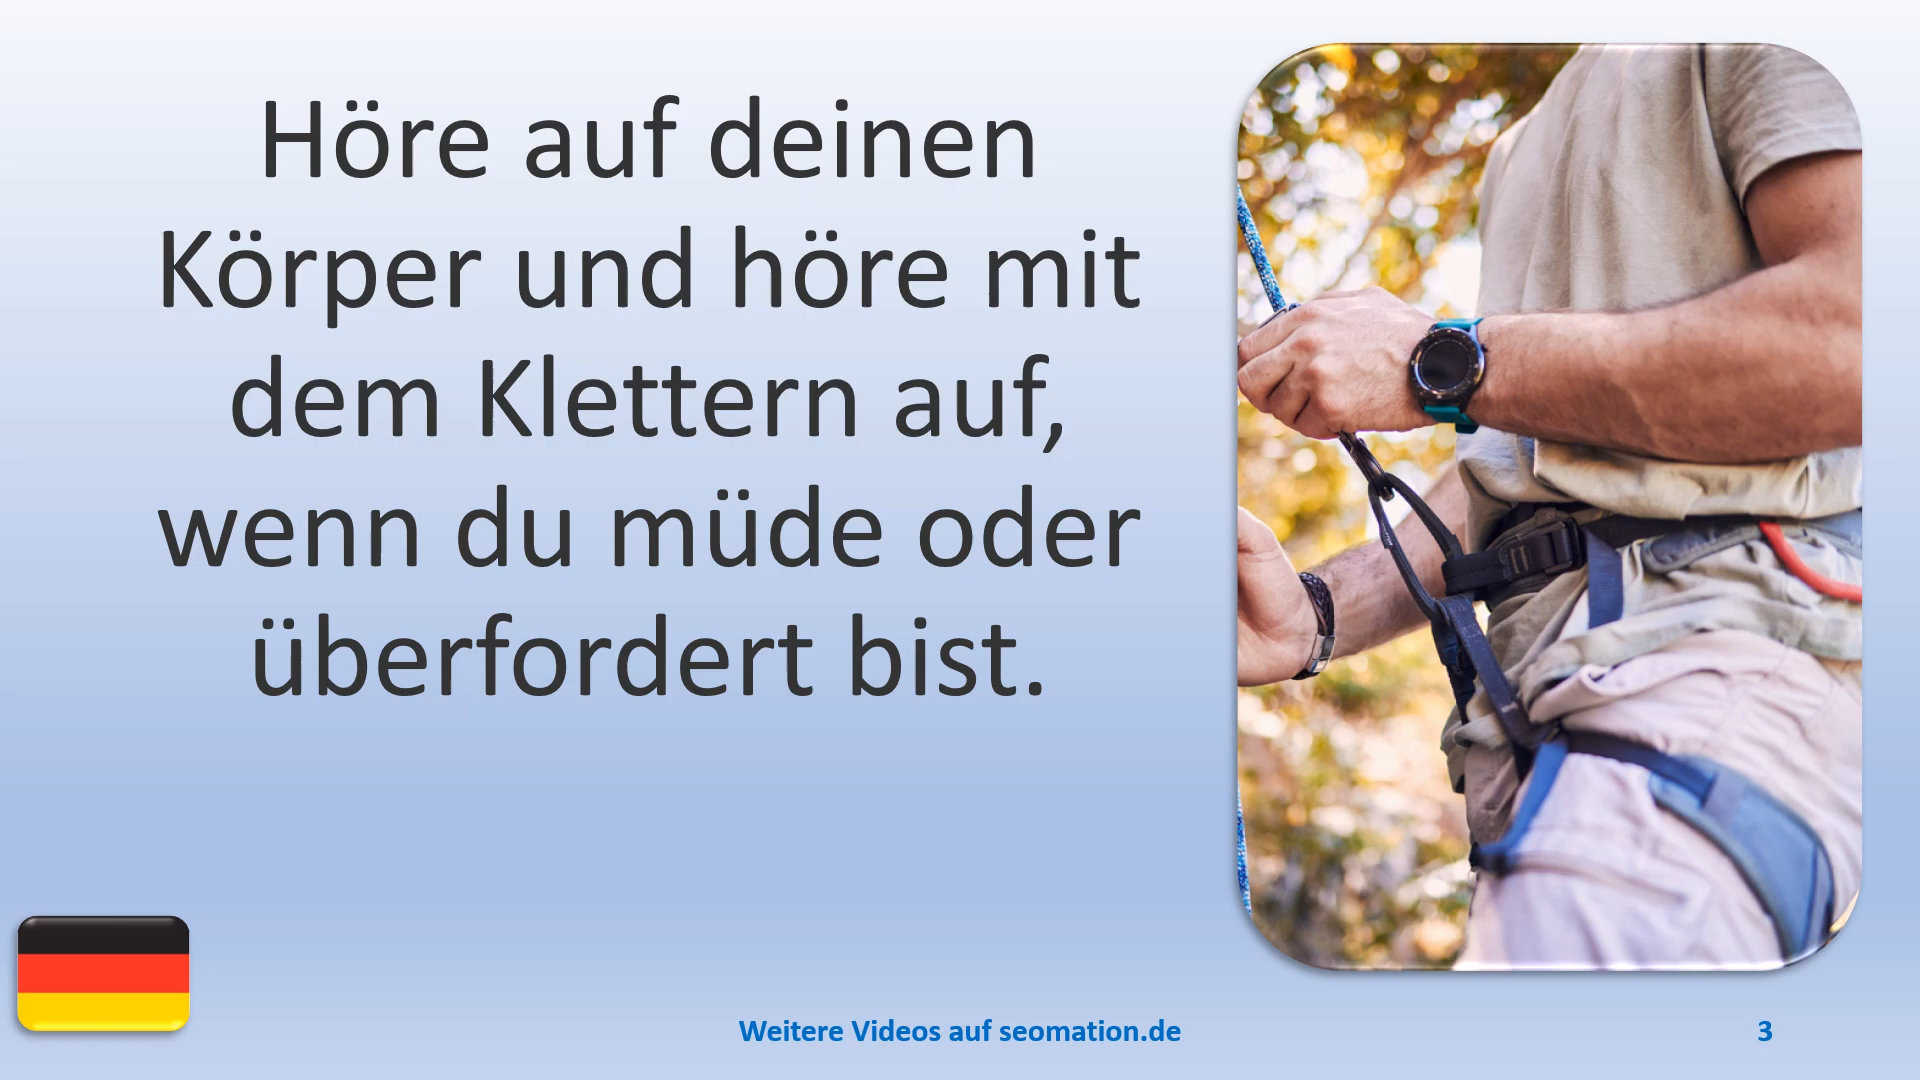 Höre auf deinen
Körper und höre mit
dem Klettern auf,
wenn du müde oder
überfordert bist.
Weitere Videos auf seomation.de
3